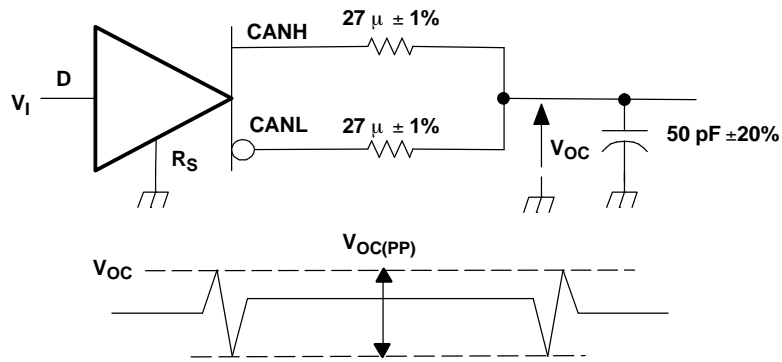 CANH
27 μ ± 1%
D
V_I
CANL
27 μ ± 1%
R_S
V_OC
50 pF ±20%
V_OC(PP)
V_OC